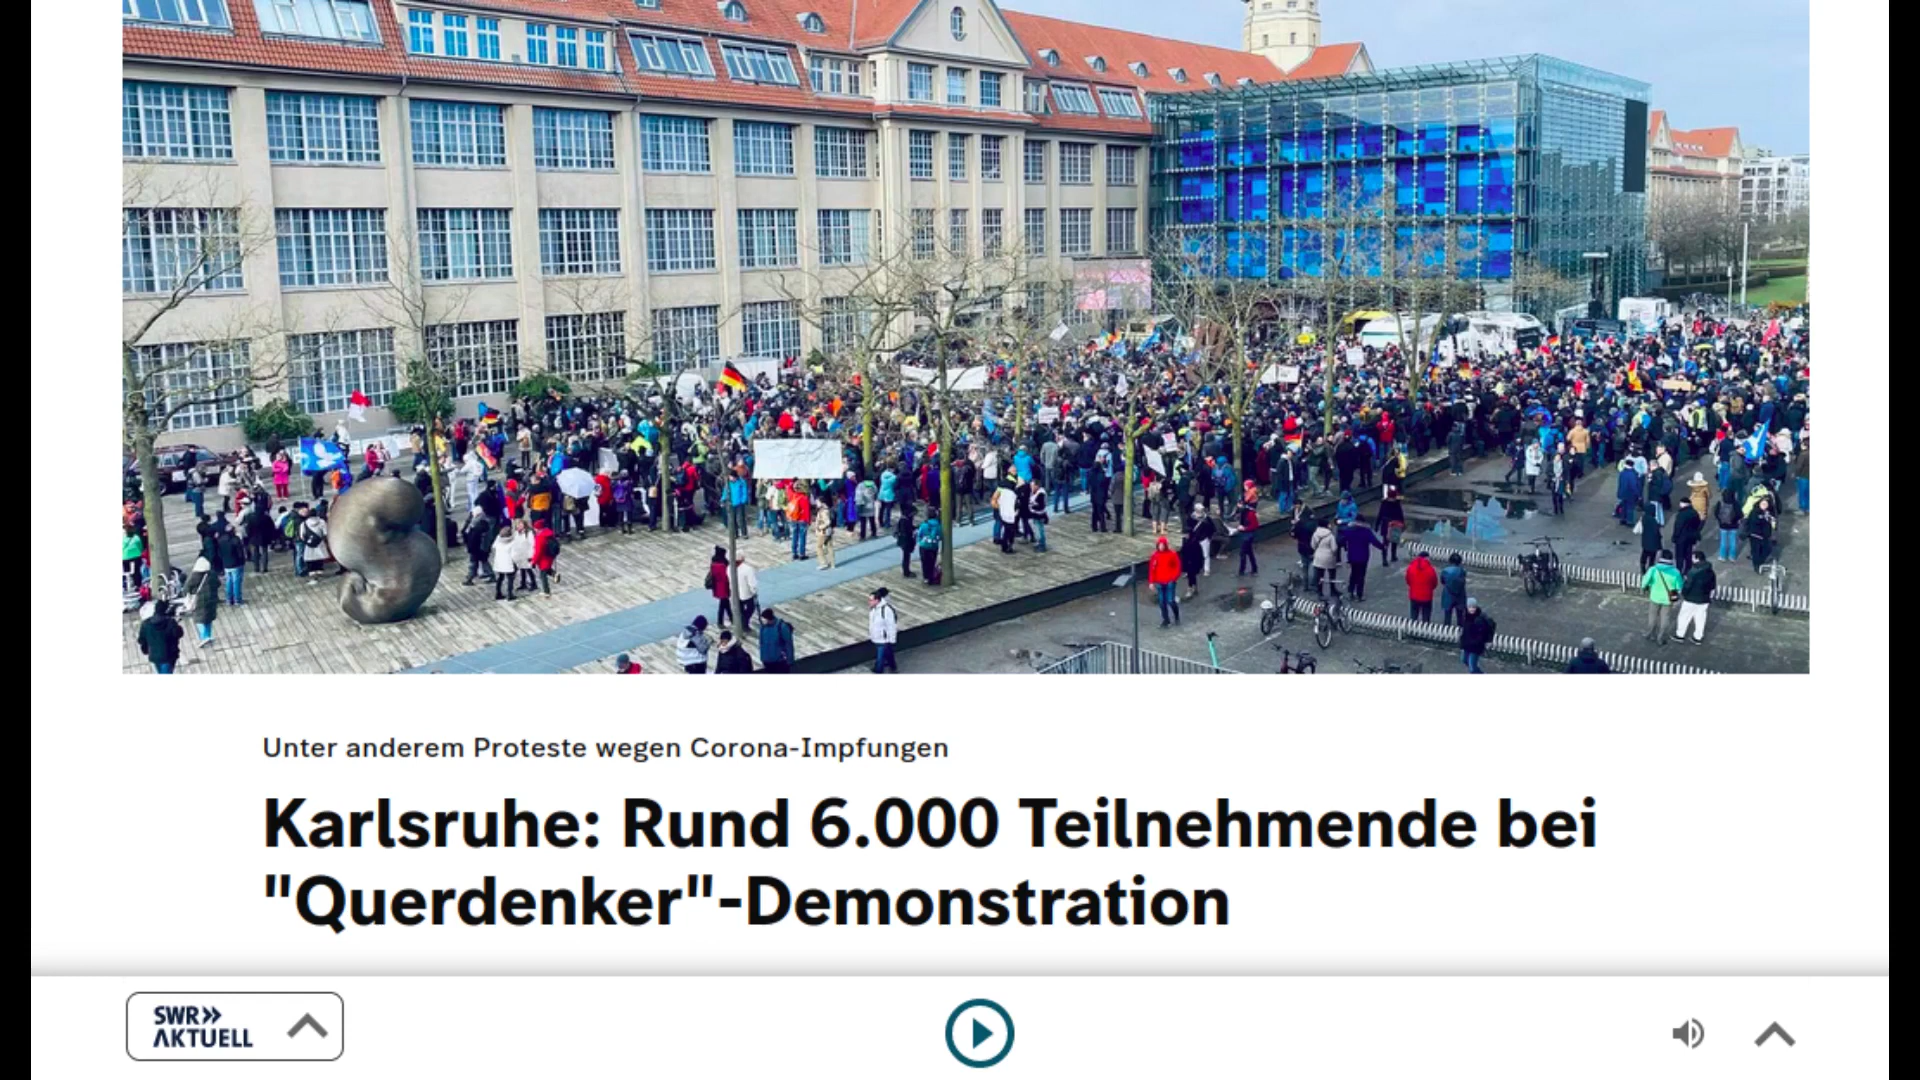 Unter anderem Proteste wegen Corona-Impfungen
Karlsruhe: Rund 6.000 Teilnehmende bei
"Querdenker"-Demonstration
SWR»
AKTUELL